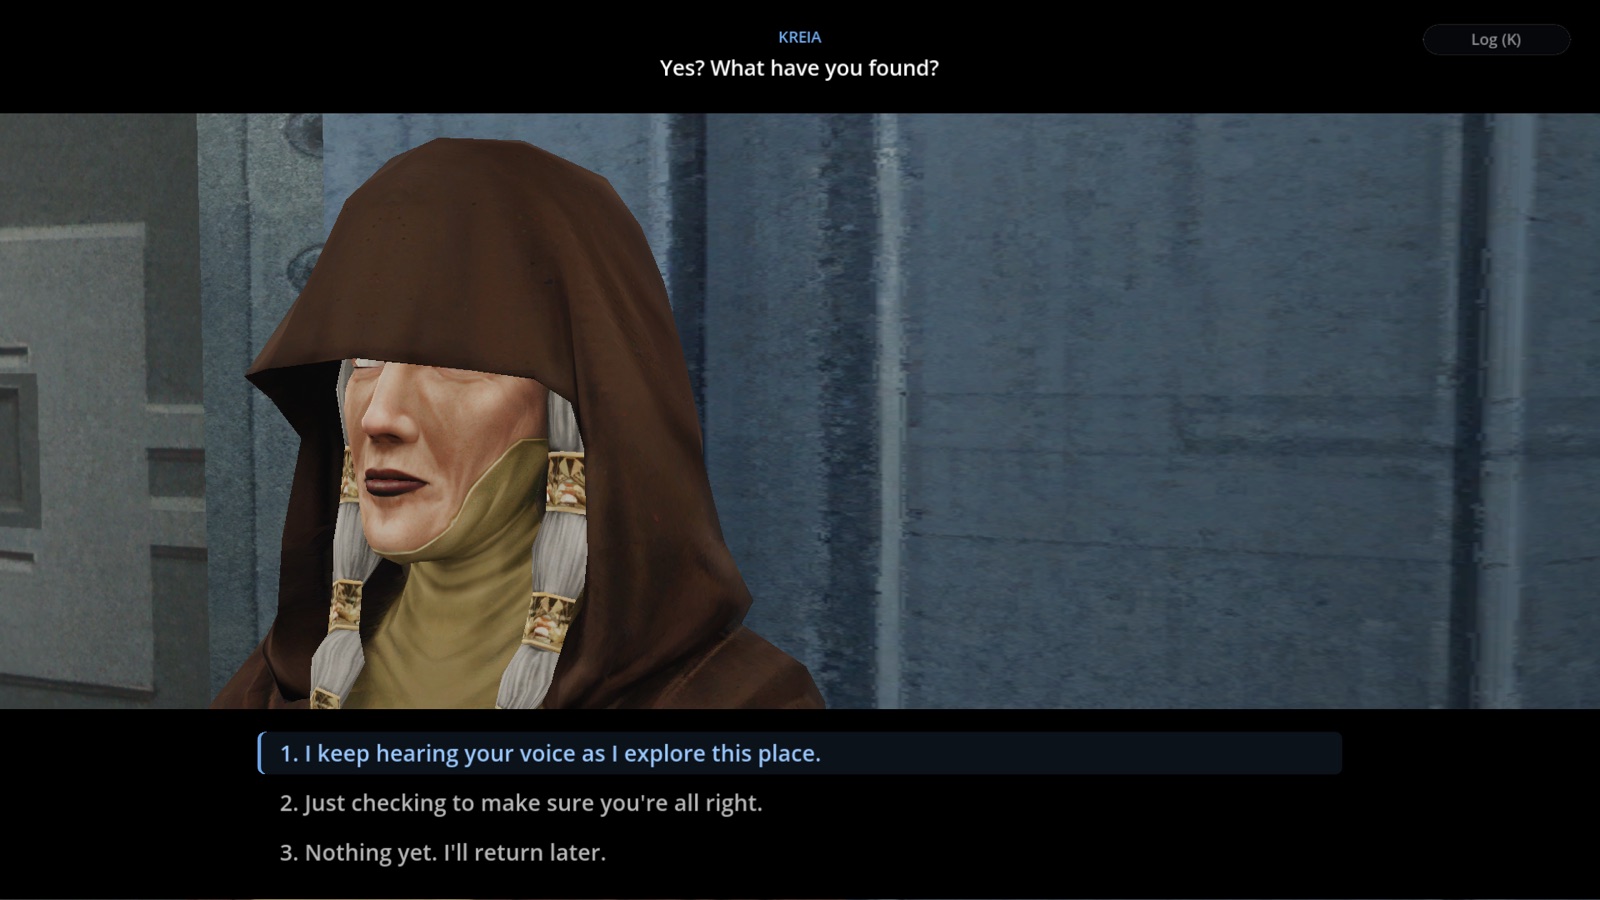 KREIA
Log (K)
Yes? What have you found?
1. I keep hearing your voice as I explore this place.
2. Just checking to make sure you're all right.
3. Nothing yet. I'll return later.